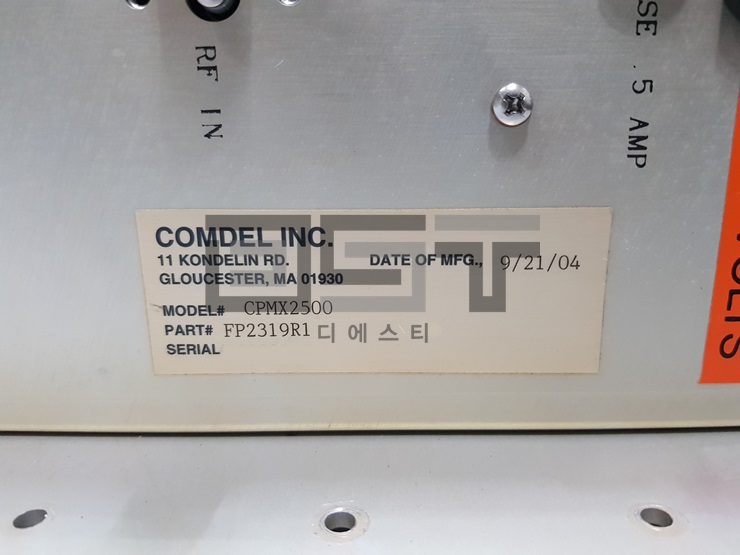 RF IN
SE .5 AMP
COMDEL INC.
11 KONDELIN RD.
GLOUCESTER, MA 01930
DATE OF MFG., 9/21/04
MODEL# CPMX2500
PART# FP2319R1
SERIAL
DST
디에스티
VOLTS